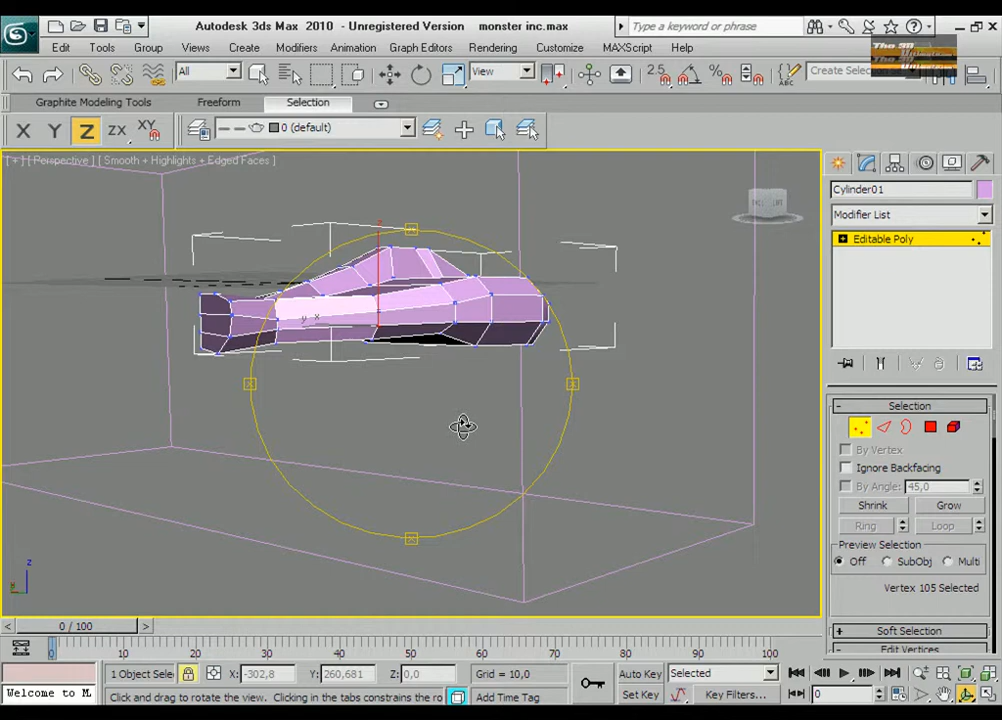 Autodesk 3ds Max 2010 - Unregistered Version monster inc.max
Type a keyword or phrase
Edit Tools Group Views Create Modifiers Animation Graph Editors Rendering Customize MAXScript Help
All View 2.5 Create Selection Se
Graphite Modeling Tools Freeform Selection
X Y Z ZX XY 0 (default)
[ + ] [ Perspective ] [ Smooth + Highlights + Edged Faces ]
Cylinder01
Modifier List
Editable Poly
z
y x
Selection
By Vertex
Ignore Backfacing
By Angle: 45,0
Shrink Grow
Ring Loop
Preview Selection
Off SubObj Multi
Vertex 105 Selected
Soft Selection
Edit Vertices
z
0 / 100
0 10 20 30 40 50 60 70 80 90 100
1 Object Sele X: -302,8 Y: 260,681 Z: 0,0 Grid = 10,0 Auto Key Selected
Welcome to M. Click and drag to rotate the view. Clicking in the tabs constrains the ro Add Time Tag Set Key Key Filters... 0